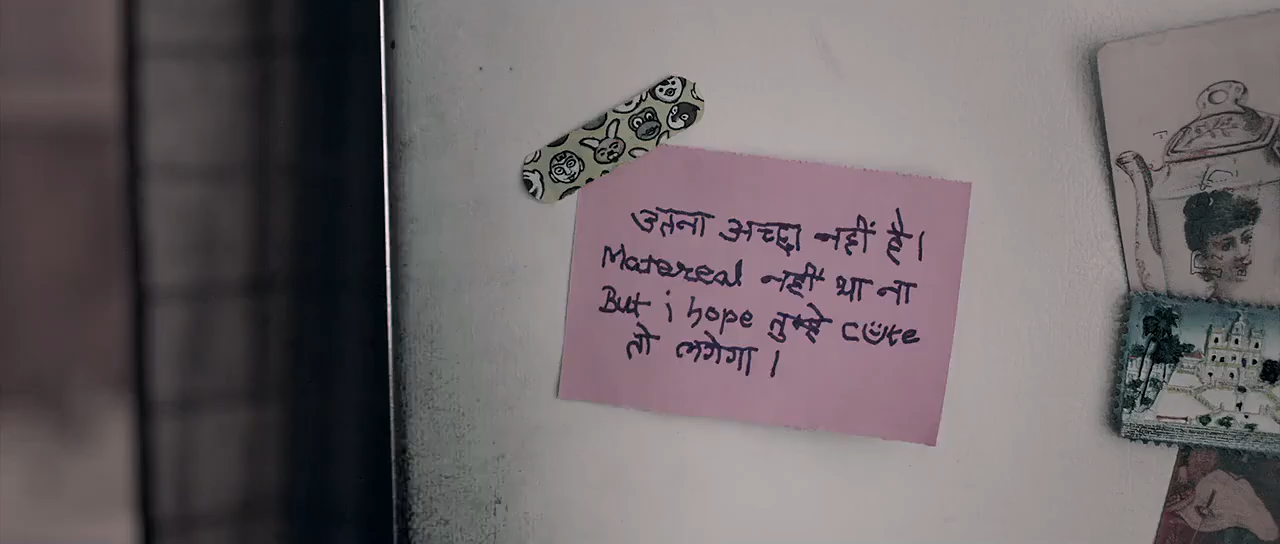 उतना अच्छा नहीं है।
Matereal नहीं था ना
But i hope तुम्हे cute
तो लगेगा।